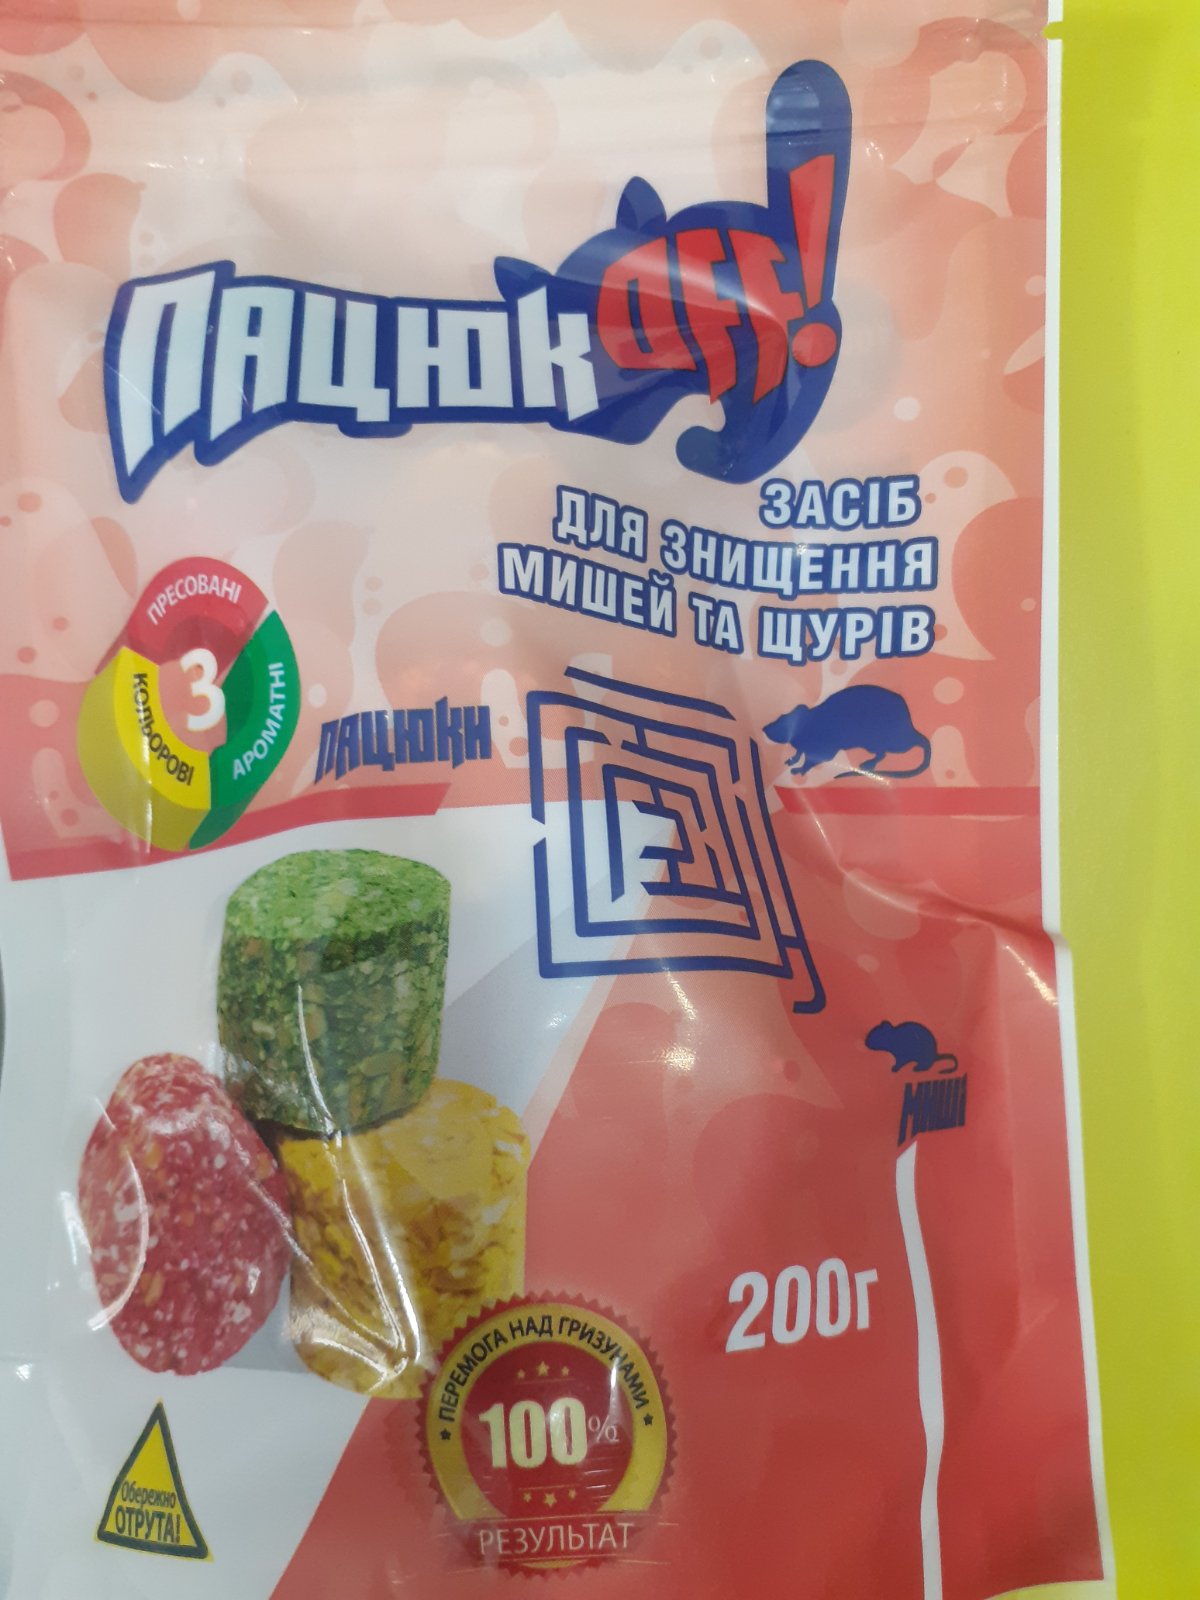 ПАЦЮК OFF!
ЗАСІБ
ДЛЯ ЗНИЩЕННЯ
МИШЕЙ ТА ЩУРІВ
ПРЕСОВАНІ
3
КОЛЬОРОВІ
АРОМАТНІ
ПАЦЮКИ
МИШІ
200г
ПЕРЕМОГА НАД ГРИЗУНАМИ
100%
РЕЗУЛЬТАТ
Обережно
ОТРУТА!